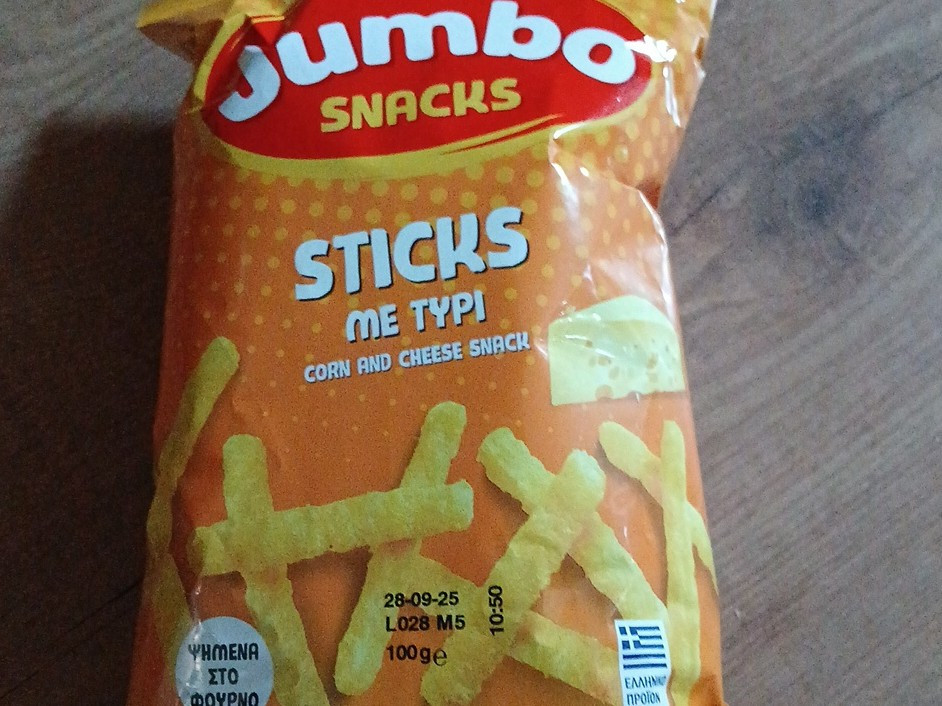 Jumbo
SNACKS
STICKS
ΜΕ ΤΥΡΙ
CORN AND CHEESE SNACK
28-09-25
L028 M5
10:50
100g℮
ΨΗΜΕΝΑ
ΣΤΟ
ΦΟΥΡΝΟ
ΕΛΛΗΝΙΚΟ
ΠΡΟΪΟΝ